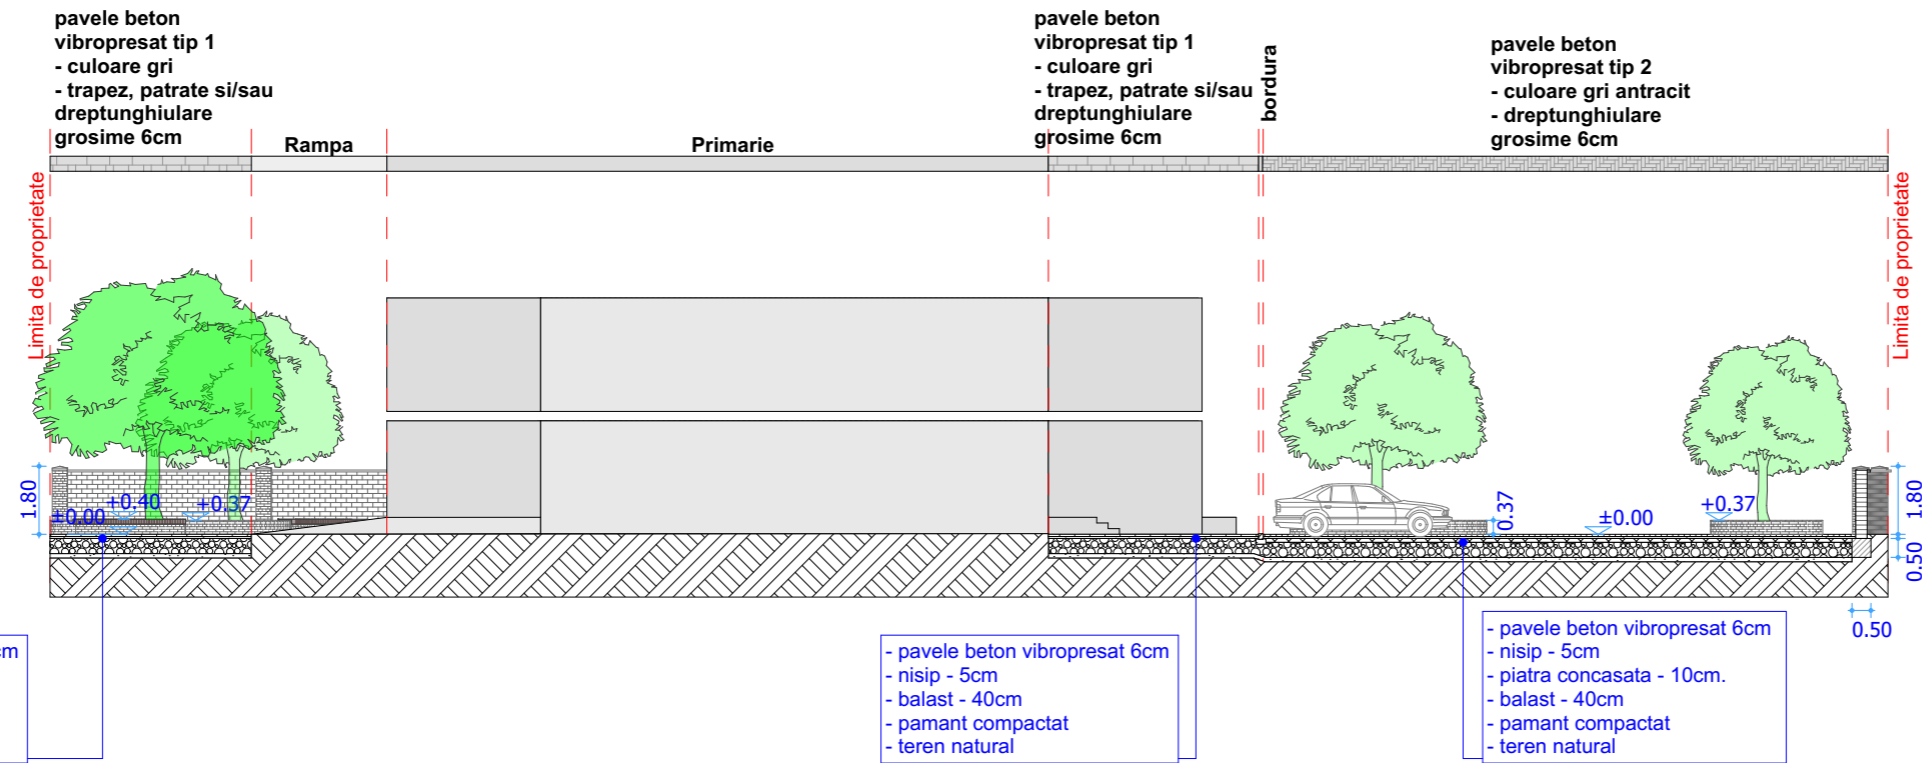 pavele beton
vibropresat tip 1
- culoare gri
- trapez, patrate si/sau
dreptunghiulare
grosime 6cm
Rampa
Primarie
pavele beton
vibropresat tip 1
- culoare gri
- trapez, patrate si/sau
dreptunghiulare
grosime 6cm
bordura
pavele beton
vibropresat tip 2
- culoare gri antracit
- dreptunghiulare
grosime 6cm
Limita de proprietate
Limita de proprietate
1.80
+0.40
+0.37
±0.00
0.37
±0.00
+0.37
1.80
0.50
0.50
cm
- pavele beton vibropresat 6cm
- nisip - 5cm
- balast - 40cm
- pamant compactat
- teren natural
- pavele beton vibropresat 6cm
- nisip - 5cm
- piatra concasata - 10cm.
- balast - 40cm
- pamant compactat
- teren natural